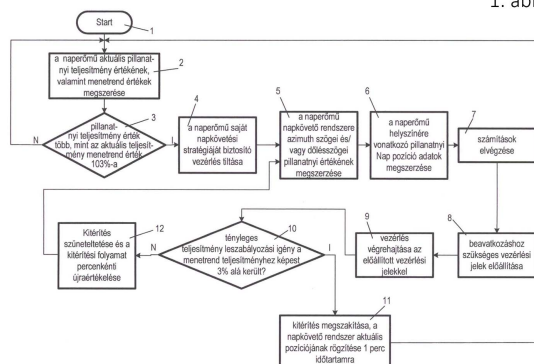 1. áb
Start
1
a naperőmű aktuális pillanat-
nyi teljesítmény értékének,
valamint menetrend értékek
megszerése
2
pillanat-
nyi teljesítmény érték
több, mint az aktuális teljesít-
mény menetrend érték
103%-a
3
N
I
a naperőmű saját
napkövetési
stratégiáját biztosító
vezérlés tiltása
4
a naperőmű
napkövető rendszere
azimuth szögei és/
vagy dőlésszögei
pillanatnyi értékének
megszerzése
5
a naperőmű
helyszínére
vonatkozó pillanatnyi
Nap pozíció adatok
megszerzése
6
számítások
elvégzése
7
beavatkozáshoz
szükséges vezérlési
jelek előállítása
8
vezérlés
végrehajtása az
előállított vezérlési
jelekkel
9
tényleges
teljesítmény leszabályozási igény a
menetrend teljesítményhez képest
3% alá került?
10
N
I
Kitérítés
szüneteltetése és a
kitérítési folyamat
percenkénti
újraértékelése
12
kitérítés megszakítása, a
napkövető rendszer aktuális
pozíciójának rögzítése 1 perc
időtartamra
11